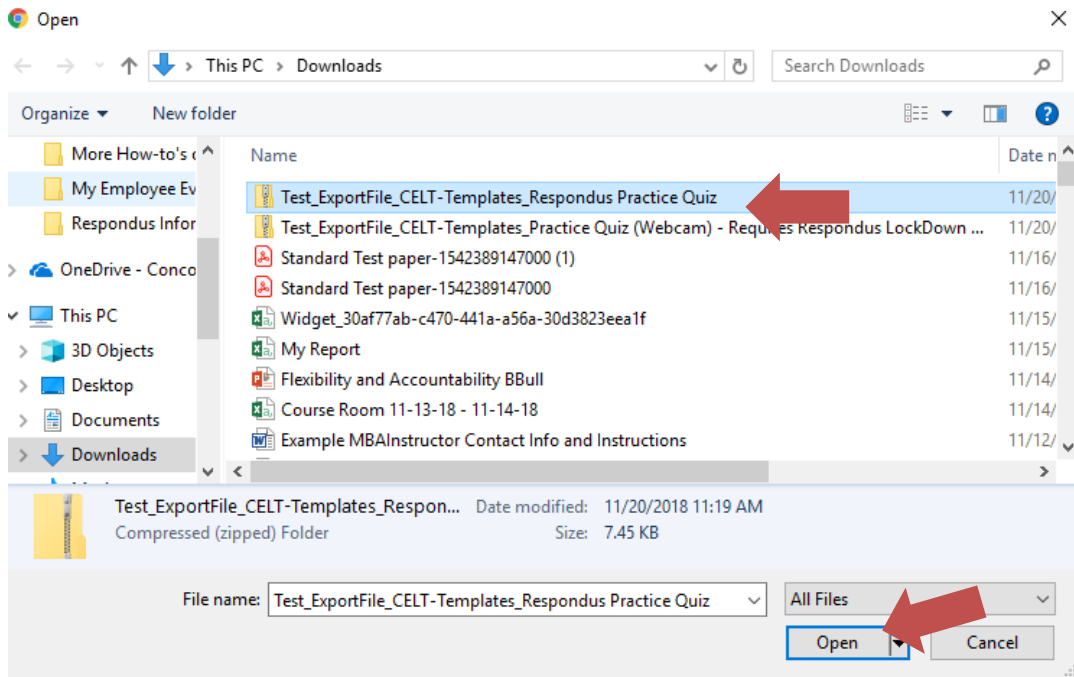 Open
This PC > Downloads
Search Downloads
Organize
New folder
More How-to's
My Employee Ev
Respondus Infor
OneDrive - Conco
This PC
3D Objects
Desktop
Documents
Downloads
Name
Date n
Test_ExportFile_CELT-Templates_Respondus Practice Quiz
11/20/
Test_ExportFile_CELT-Templates_Practice Quiz (Webcam) - Requires Respondus LockDown ...
11/20/
Standard Test paper-1542389147000 (1)
11/16/
Standard Test paper-1542389147000
11/16/
Widget_30af77ab-c470-441a-a56a-30d3823eea1f
11/15/
My Report
11/15/
Flexibility and Accountability BBull
11/14/
Course Room 11-13-18 - 11-14-18
11/14/
Example MBAInstructor Contact Info and Instructions
11/12/
Test_ExportFile_CELT-Templates_Respon...
Date modified: 11/20/2018 11:19 AM
Compressed (zipped) Folder
Size: 7.45 KB
File name: Test_ExportFile_CELT-Templates_Respondus Practice Quiz
All Files
Open
Cancel